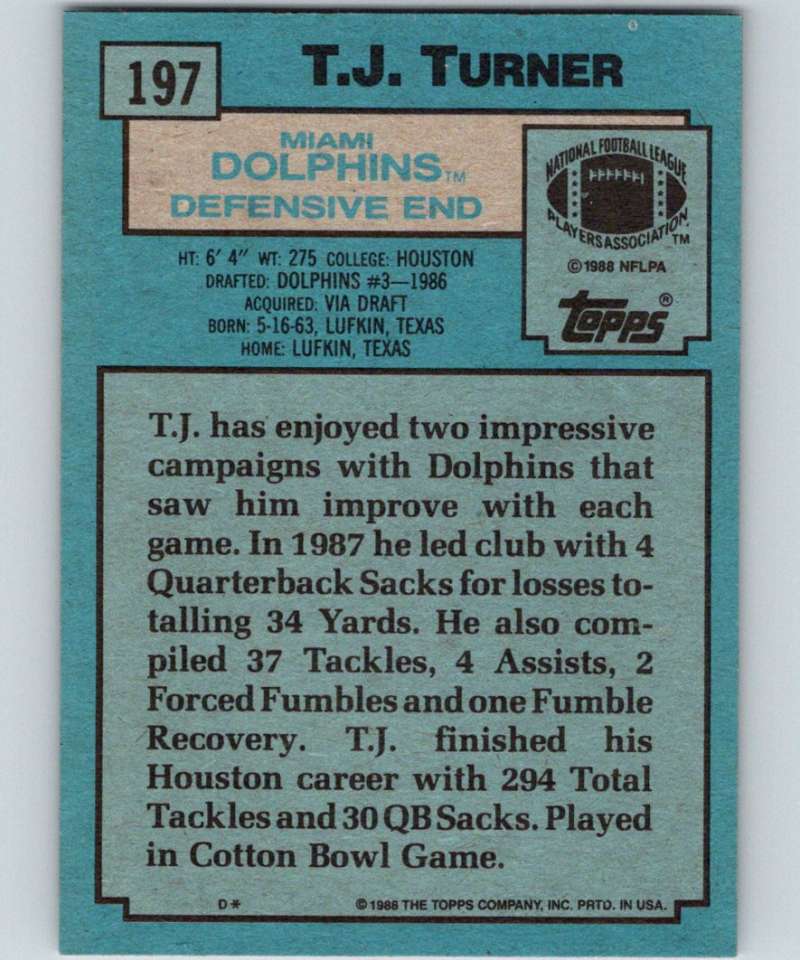 197
T.J. TURNER
MIAMI
DOLPHINS™
DEFENSIVE END
NATIONAL FOOTBALL LEAGUE
PLAYERS ASSOCIATION™
©1988 NFLPA
Topps®
HT: 6' 4" WT: 275 COLLEGE: HOUSTON
DRAFTED: DOLPHINS #3—1986
ACQUIRED: VIA DRAFT
BORN: 5-16-63, LUFKIN, TEXAS
HOME: LUFKIN, TEXAS
T.J. has enjoyed two impressive
campaigns with Dolphins that
saw him improve with each
game. In 1987 he led club with 4
Quarterback Sacks for losses to-
talling 34 Yards. He also com-
piled 37 Tackles, 4 Assists, 2
Forced Fumbles and one Fumble
Recovery. T.J. finished his
Houston career with 294 Total
Tackles and 30 QB Sacks. Played
in Cotton Bowl Game.
D*
©1988 THE TOPPS COMPANY, INC. PRTD. IN USA.